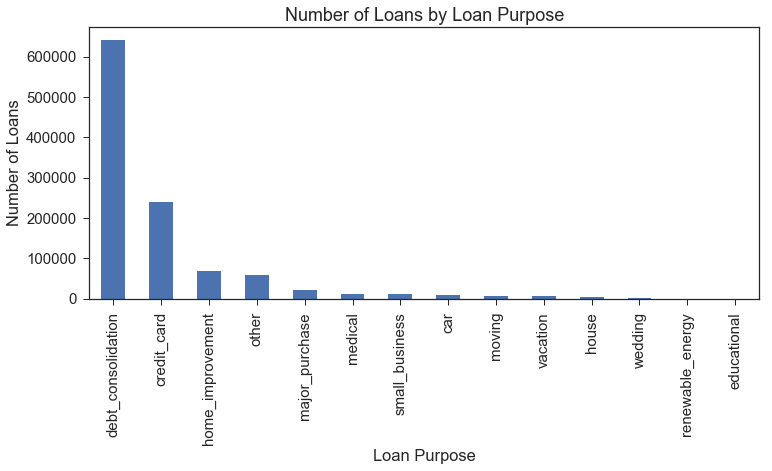 Number of Loans by Loan Purpose
Number of Loans
600000
500000
400000
300000
200000
100000
0
debt_consolidation
credit_card
home_improvement
other
major_purchase
medical
small_business
car
moving
vacation
house
wedding
renewable_energy
educational
Loan Purpose